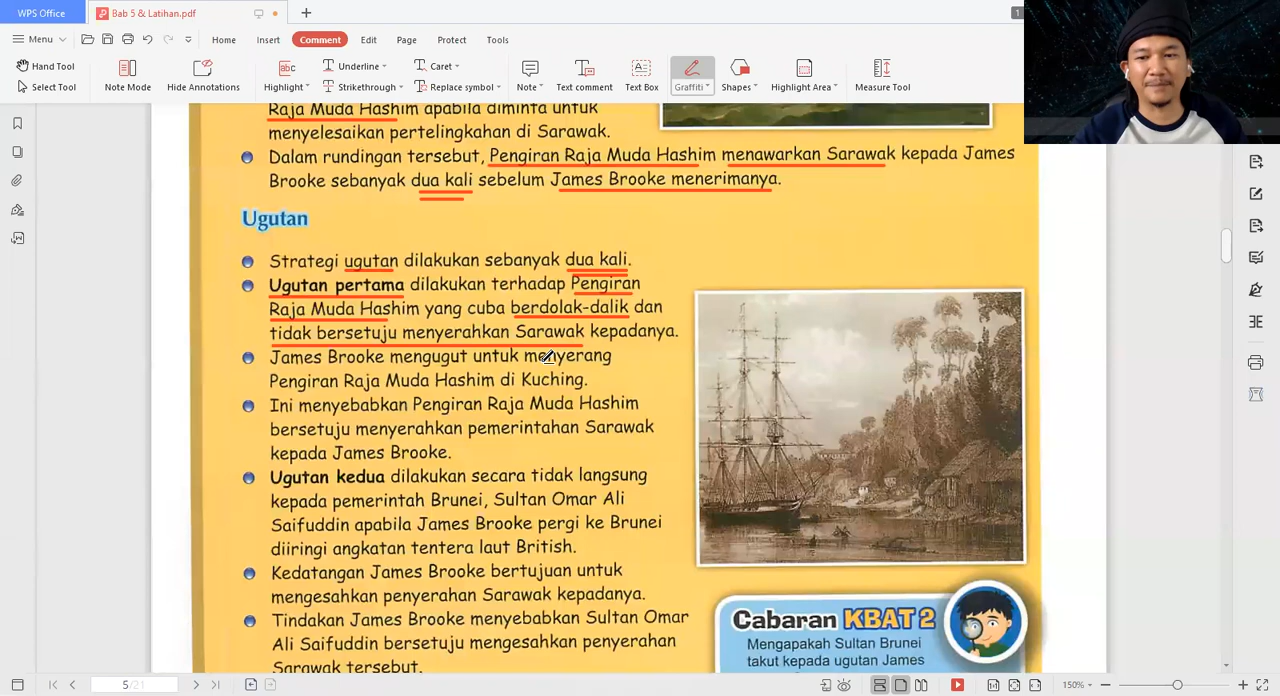 WPS Office
Bab 5 & Latihan.pdf
1
Menu
Home
Insert
Comment
Edit
Page
Protect
Tools
Hand Tool
Select Tool
Note Mode
Hide Annotations
Highlight
Underline
Strikethrough
Caret
Replace symbol
Note
Text comment
Text Box
Graffiti
Shapes
Highlight Area
Measure Tool
Raja Muda Hashim apabila diminta untuk
menyelesaikan pertelingkahan di Sarawak.
Dalam rundingan tersebut, Pengiran Raja Muda Hashim menawarkan Sarawak kepada James
Brooke sebanyak dua kali sebelum James Brooke menerimanya.
Ugutan
Strategi ugutan dilakukan sebanyak dua kali.
Ugutan pertama dilakukan terhadap Pengiran
Raja Muda Hashim yang cuba berdolak-dalik dan
tidak bersetuju menyerahkan Sarawak kepadanya.
James Brooke mengugut untuk menyerang
Pengiran Raja Muda Hashim di Kuching.
Ini menyebabkan Pengiran Raja Muda Hashim
bersetuju menyerahkan pemerintahan Sarawak
kepada James Brooke.
Ugutan kedua dilakukan secara tidak langsung
kepada pemerintah Brunei, Sultan Omar Ali
Saifuddin apabila James Brooke pergi ke Brunei
diiringi angkatan tentera laut British.
Kedatangan James Brooke bertujuan untuk
mengesahkan penyerahan Sarawak kepadanya.
Tindakan James Brooke menyebabkan Sultan Omar
Ali Saifuddin bersetuju mengesahkan penyerahan
Sarawak tersebut.
Cabaran KBAT 2
Mengapakah Sultan Brunei
takut kepada ugutan James
5/21
150%